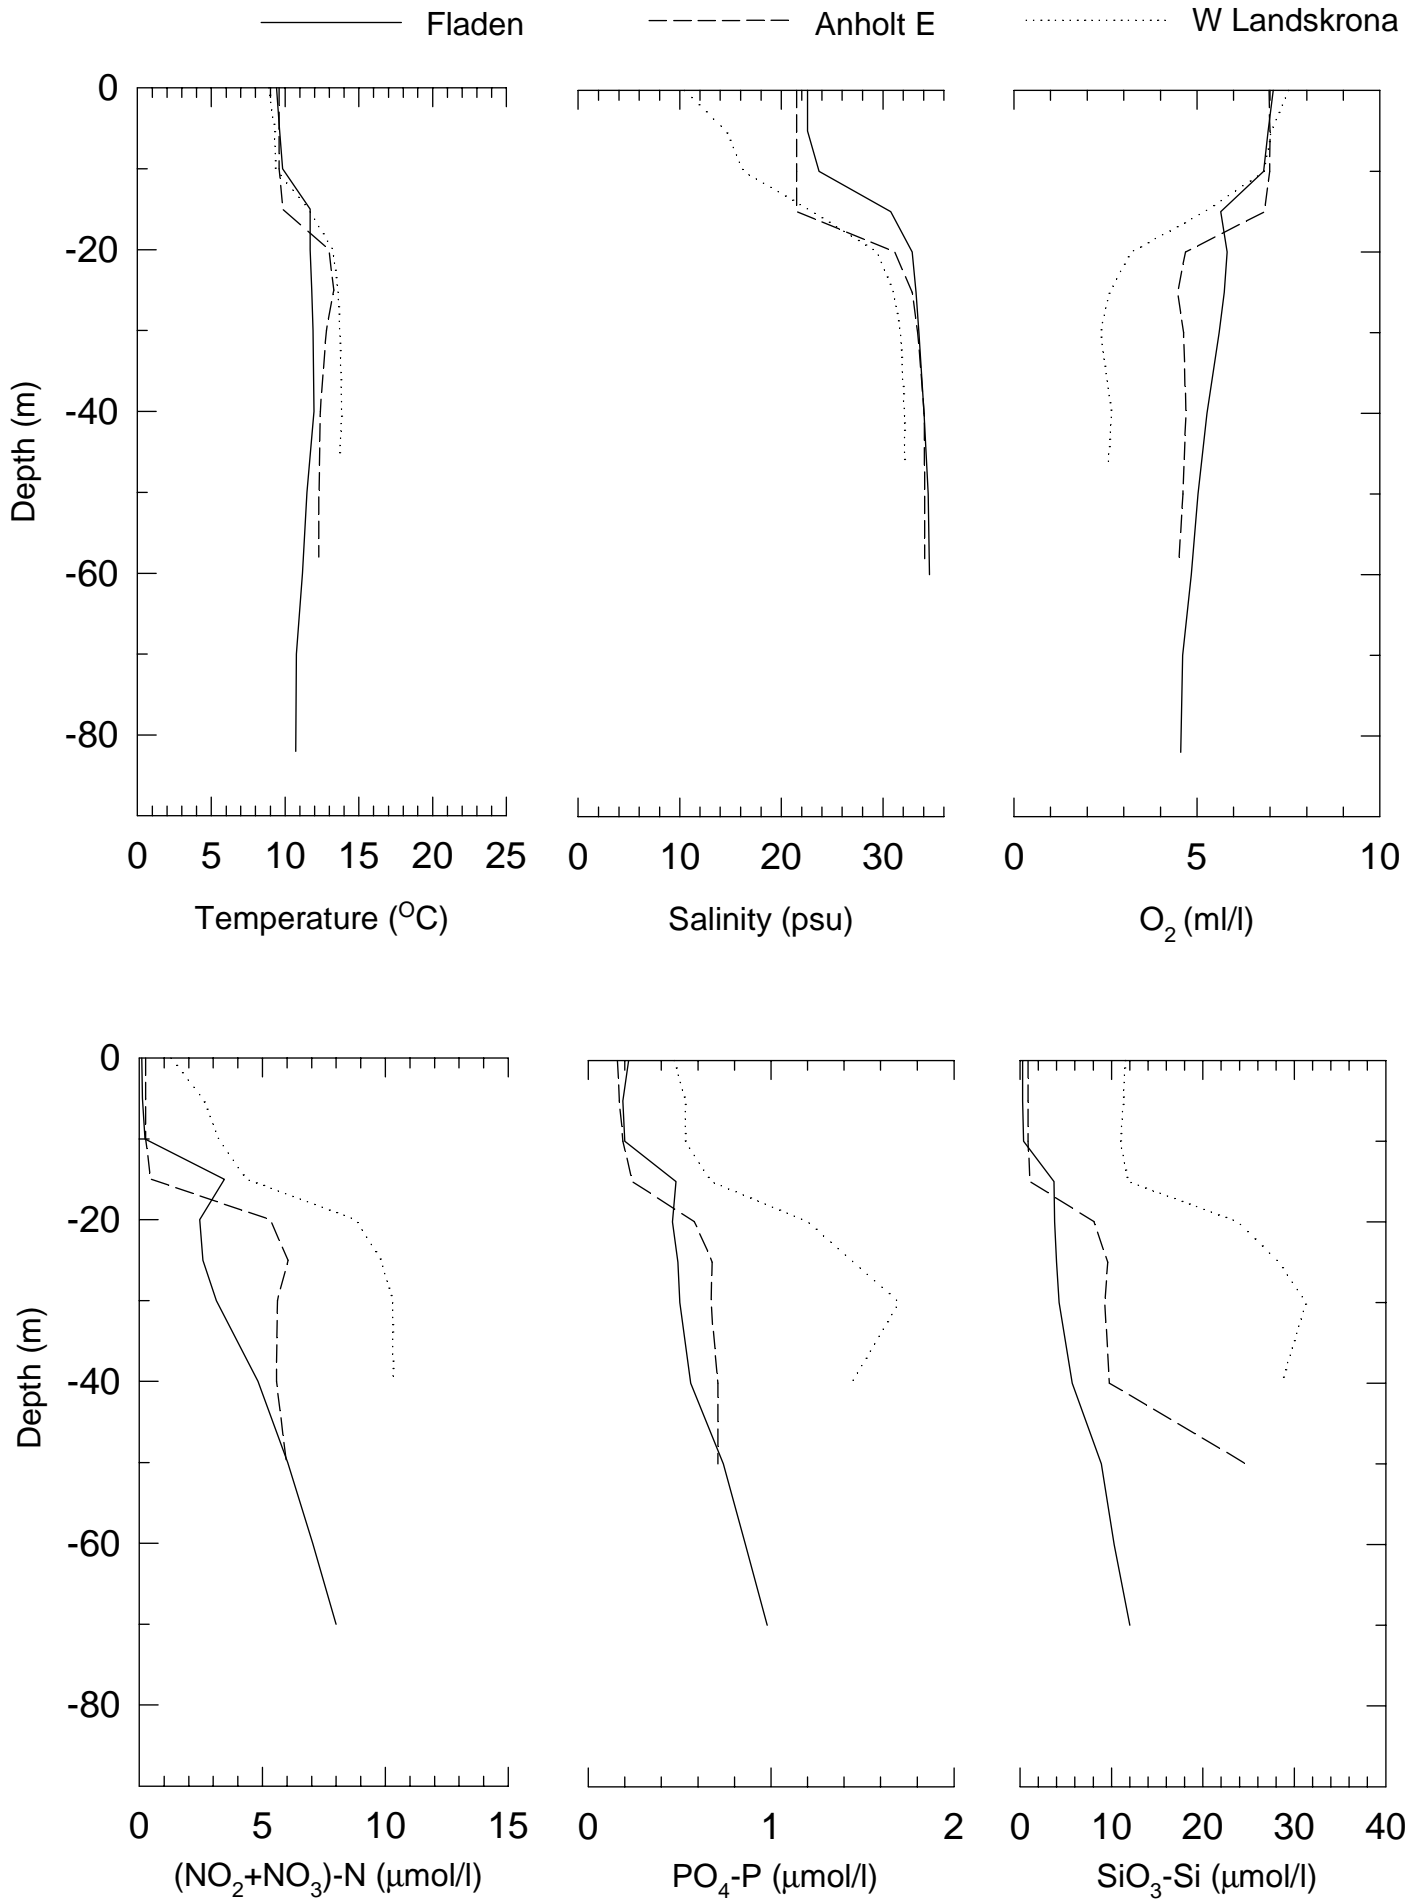 Fladen Anholt E W Landskrona
0
-20
-40
-60
-80
Depth (m)
0 5 10 15 20 25
0 10 20 30
0 5 10
Temperature (OC)
Salinity (psu)
O2 (ml/l)
0
-20
-40
-60
-80
Depth (m)
0 5 10 15
0 1 2
0 10 20 30 40
(NO2+NO3)-N (μmol/l)
PO4-P (μmol/l)
SiO3-Si (μmol/l)